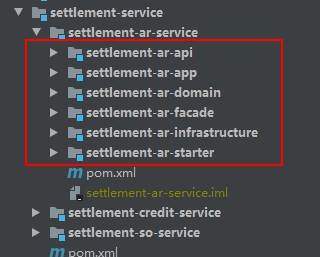 settlement-service
settlement-ar-service
settlement-ar-api
settlement-ar-app
settlement-ar-domain
settlement-ar-facade
settlement-ar-infrastructure
settlement-ar-starter
pom.xml
settlement-ar-service.iml
settlement-credit-service
settlement-so-service
pom.xml